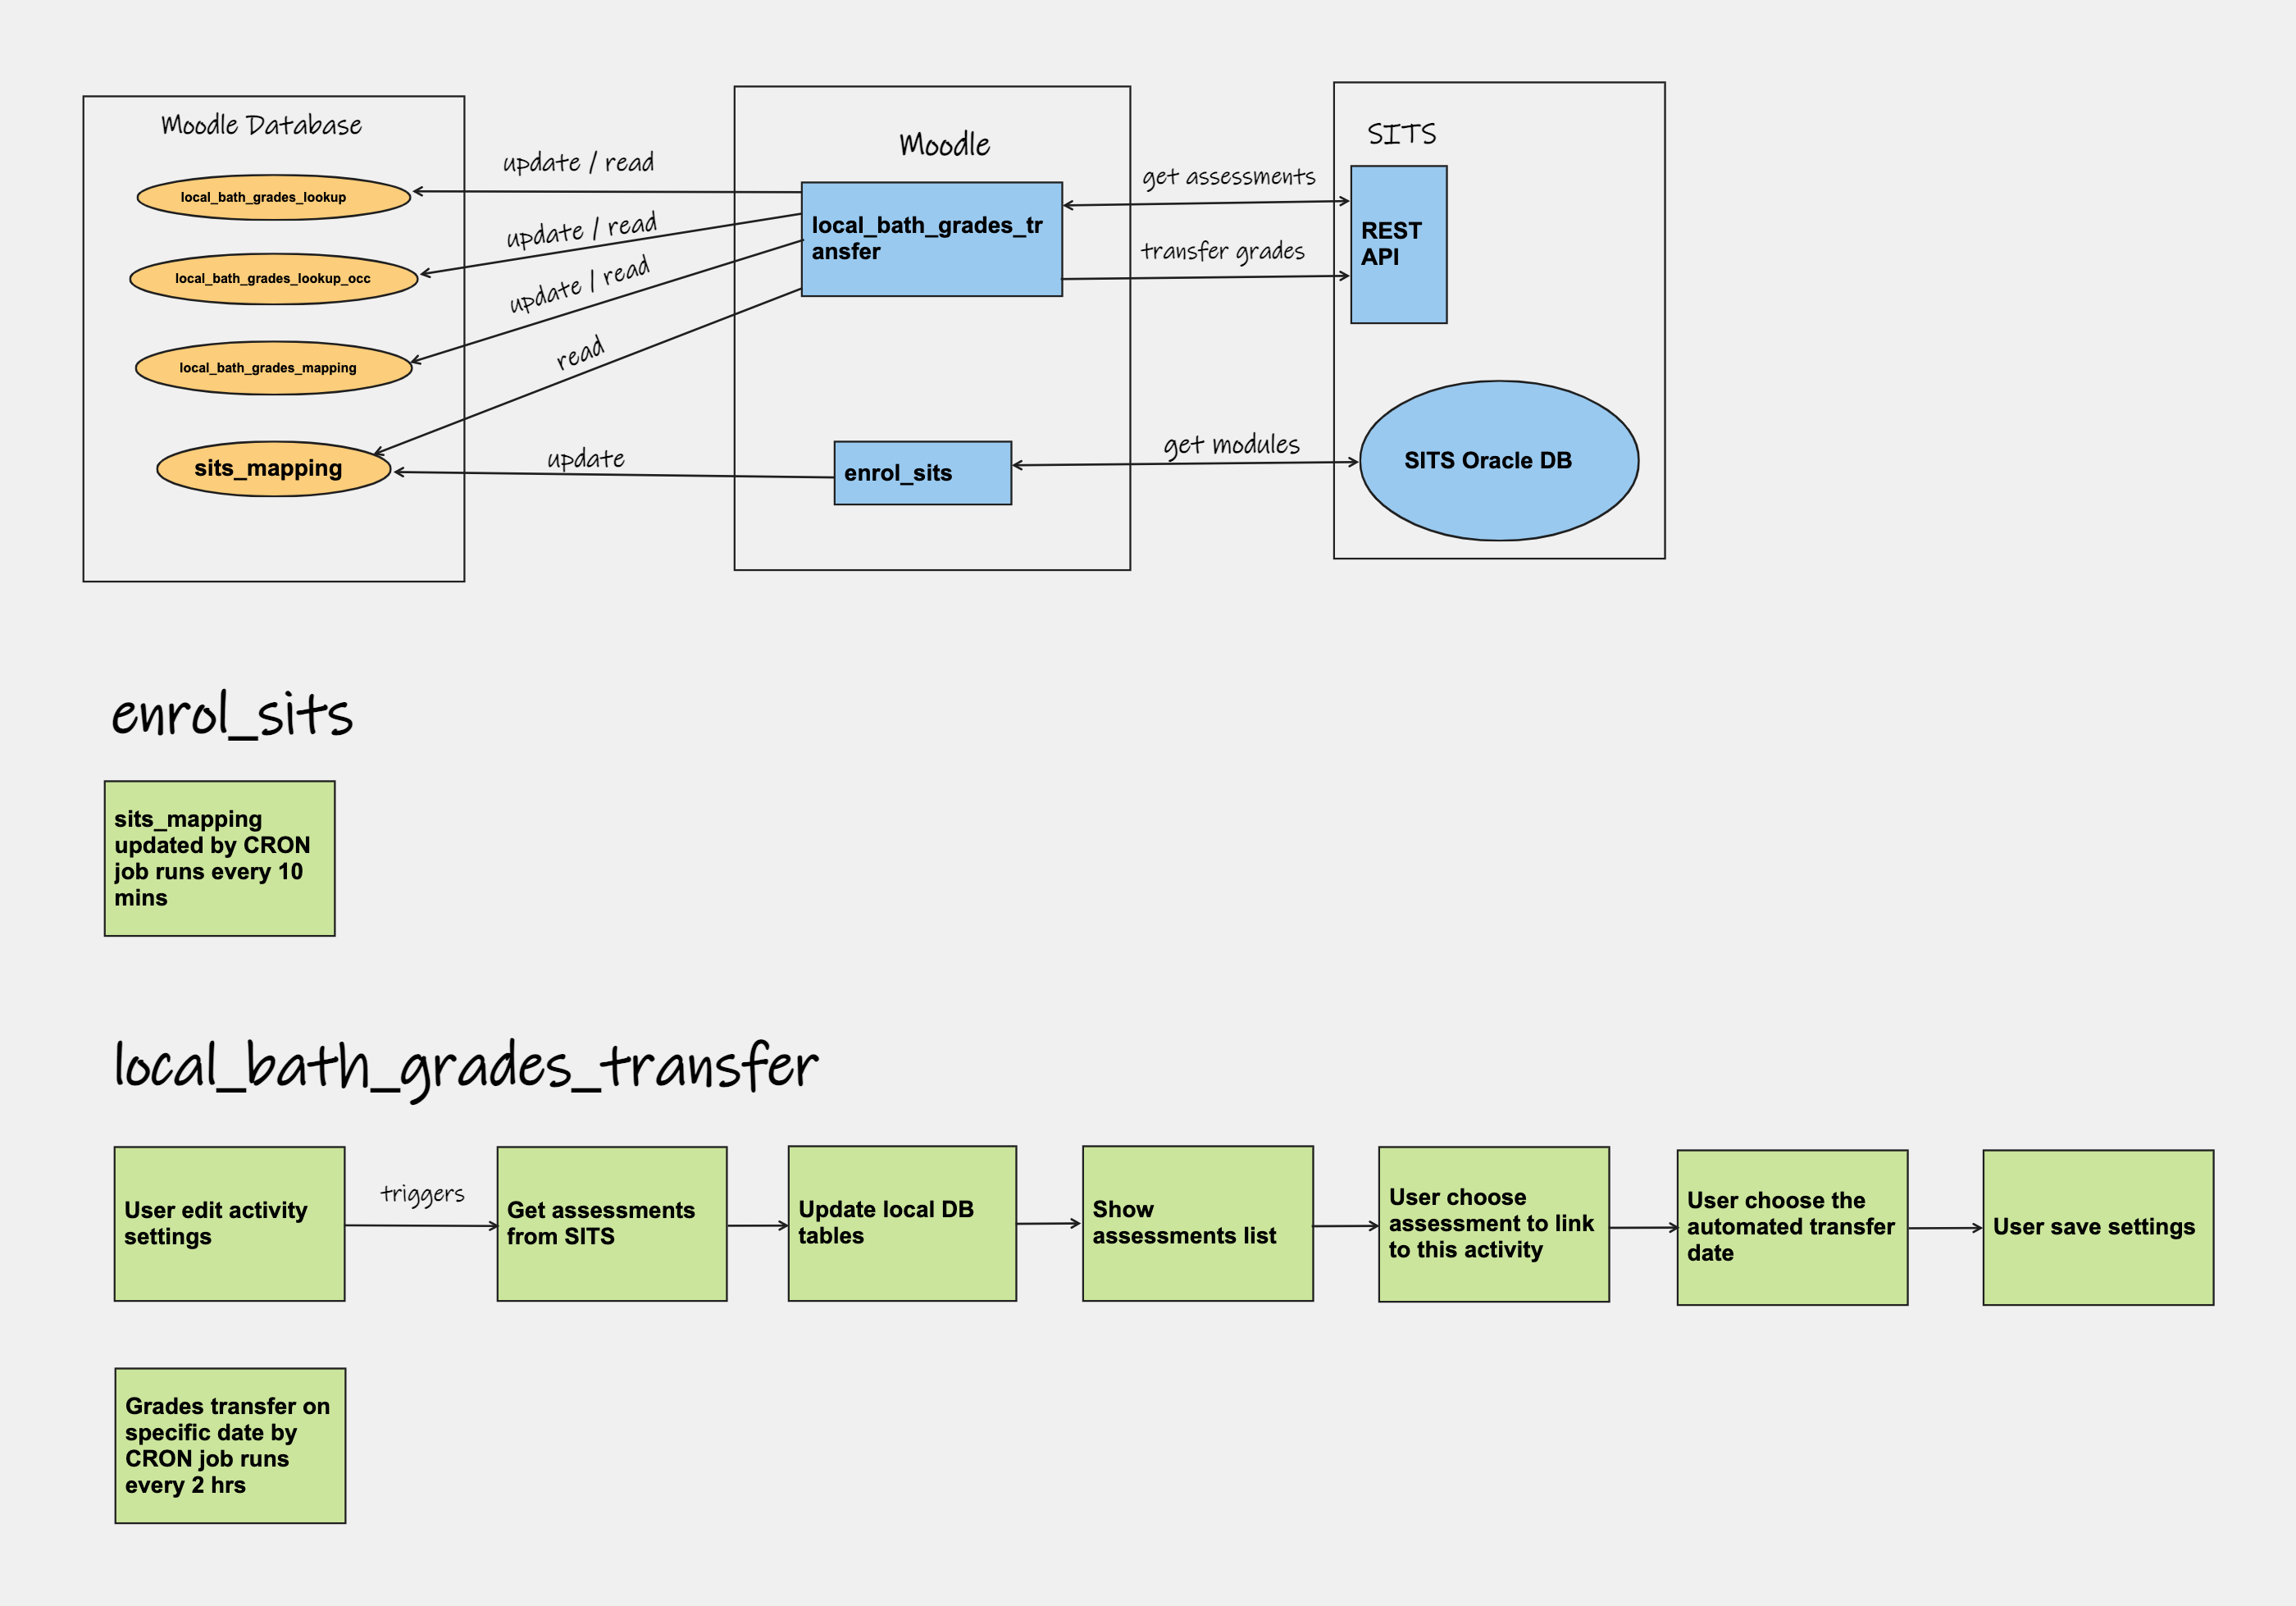 Moodle Database
local_bath_grades_lookup
local_bath_grades_lookup_occ
local_bath_grades_mapping
sits_mapping
update / read
update / read
update / read
read
update
Moodle
local_bath_grades_tr
ansfer
enrol_sits
get assessments
transfer grades
get modules
SITS
REST
API
SITS Oracle DB
enrol_sits
sits_mapping
updated by CRON
job runs every 10
mins
local_bath_grades_transfer
User edit activity
settings
triggers
Get assessments
from SITS
Update local DB
tables
Show
assessments list
User choose
assessment to link
to this activity
User choose the
automated transfer
date
User save settings
Grades transfer on
specific date by
CRON job runs
every 2 hrs